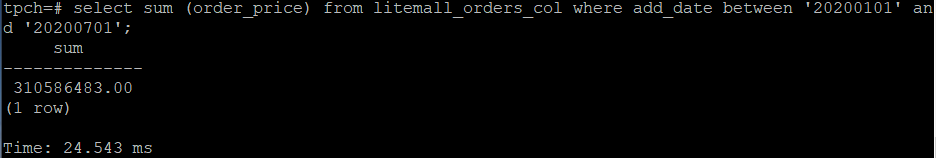 tpch=# select sum (order_price) from litemall_orders_col where add_date between '20200101' an
d '20200701';
     sum
--------------
 310586483.00
(1 row)

Time: 24.543 ms